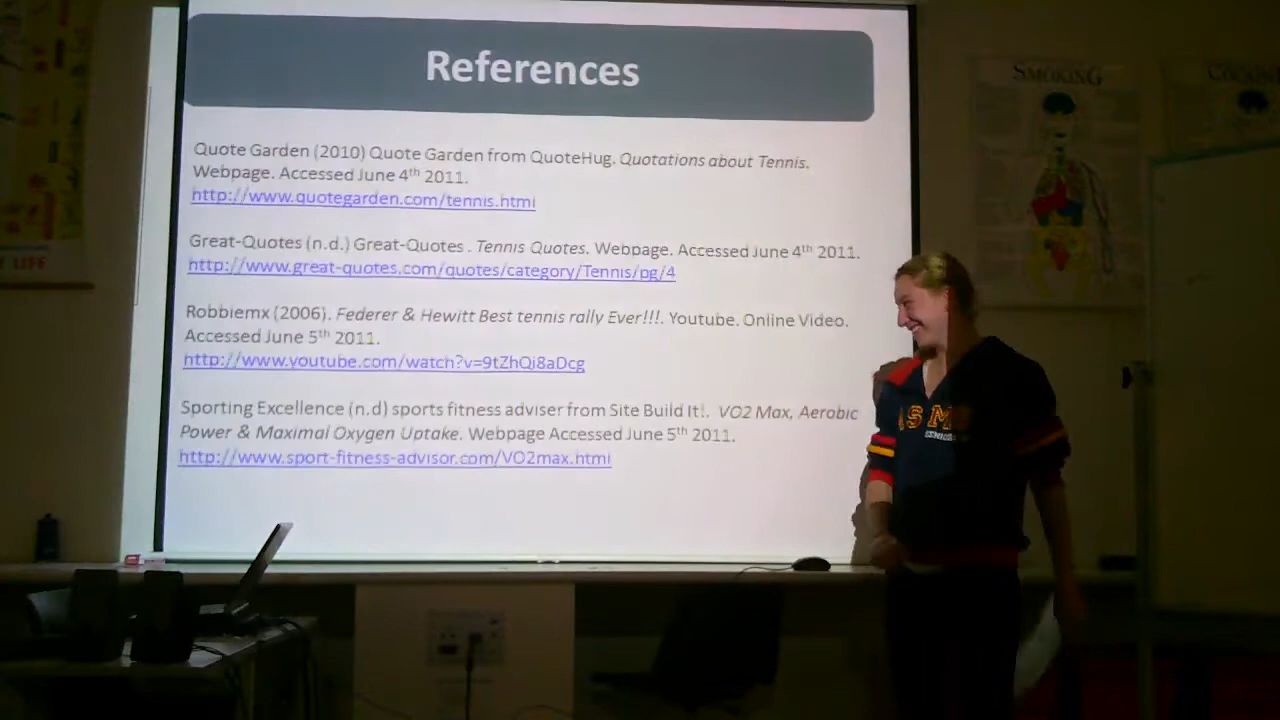 References
SMOKING
Quote Garden (2010) Quote Garden from QuoteHug. Quotations about Tennis.
Webpage. Accessed June 4th 2011.
http://www.quotegarden.com/tennis.html
Great-Quotes (n.d.) Great-Quotes . Tennis Quotes. Webpage. Accessed June 4th 2011.
http://www.great-quotes.com/quotes/category/Tennis/pg/4
LIFE
Robbiemx (2006). Federer & Hewitt Best tennis rally Ever!!!. Youtube. Online Video.
Accessed June 5th 2011.
http://www.youtube.com/watch?v=9tZhQi8aDcg
Sporting Excellence (n.d) sports fitness adviser from Site Build It!. VO2 Max, Aerobic
Power & Maximal Oxygen Uptake. Webpage Accessed June 5th 2011.
http://www.sport-fitness-advisor.com/VO2max.html